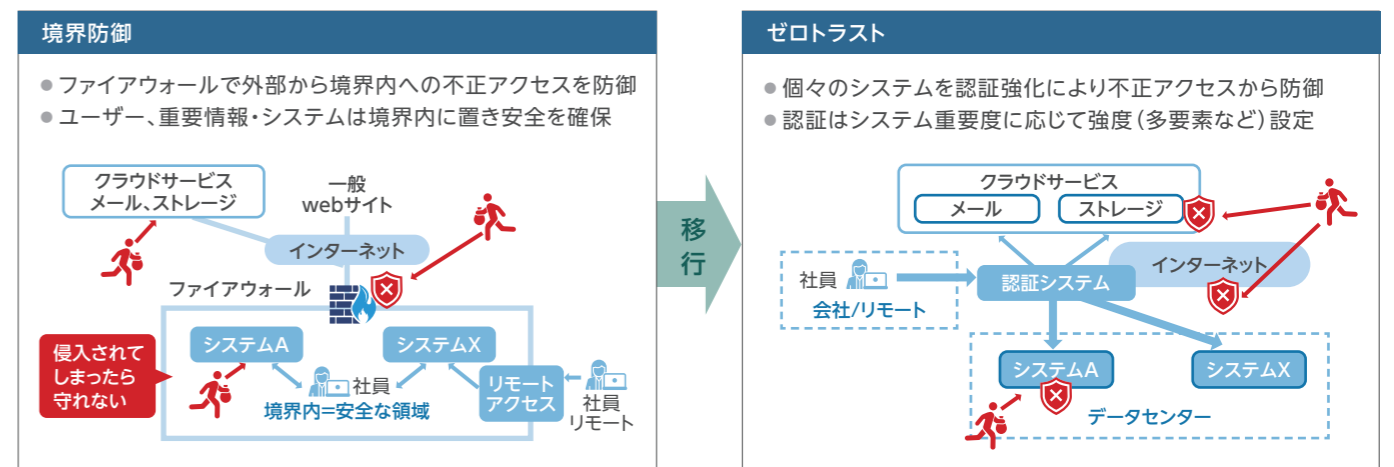 境界防御
● ファイアウォールで外部から境界内への不正アクセスを防御
● ユーザー、重要情報・システムは境界内に置き安全を確保
クラウドサービス
メール、ストレージ
一般
webサイト
インターネット
ファイアウォール
システムA
システムX
侵入されて
しまったら
守れない
社員
境界内=安全な領域
リモート
アクセス
社員
リモート
移
行
ゼロトラスト
● 個々のシステムを認証強化により不正アクセスから防御
● 認証はシステム重要度に応じて強度(多要素など)設定
クラウドサービス
メール
ストレージ
インターネット
社員
会社/リモート
認証システム
システムA
システムX
データセンター